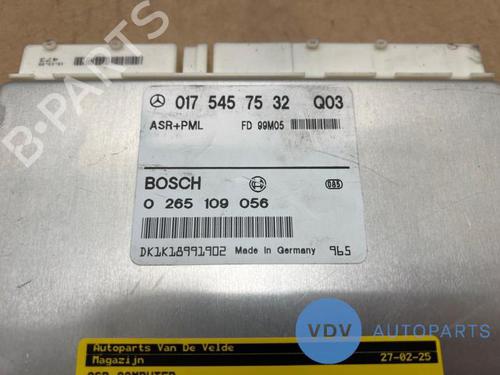 017 545 75 32 Q03
ASR+PML FD 99M05
BOSCH 085
0 265 109 056
DK1K18991902 Made in Germany 965
B-PARTS
VDV AUTOPARTS
Autoparts Van De Velde
Magazijn 27-02-25